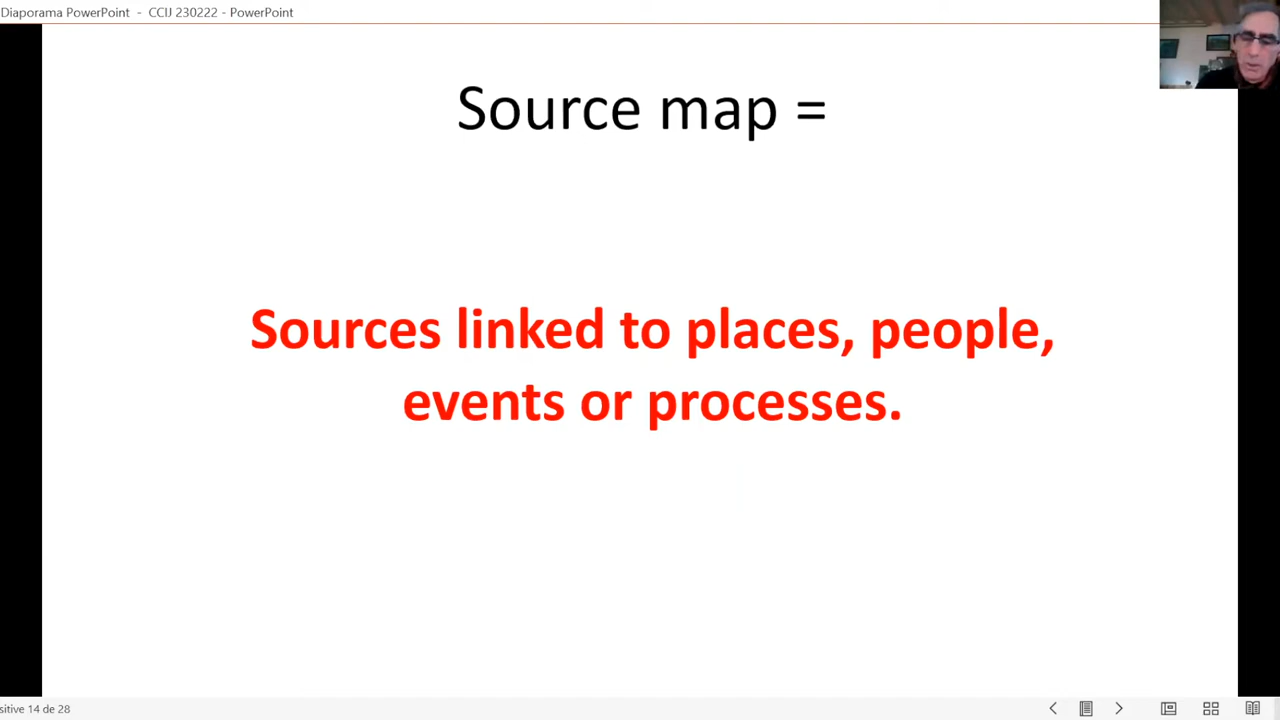 Diaporama PowerPoint - CCIJ 230222 - PowerPoint
Source map =
Sources linked to places, people,
events or processes.
sitive 14 de 28